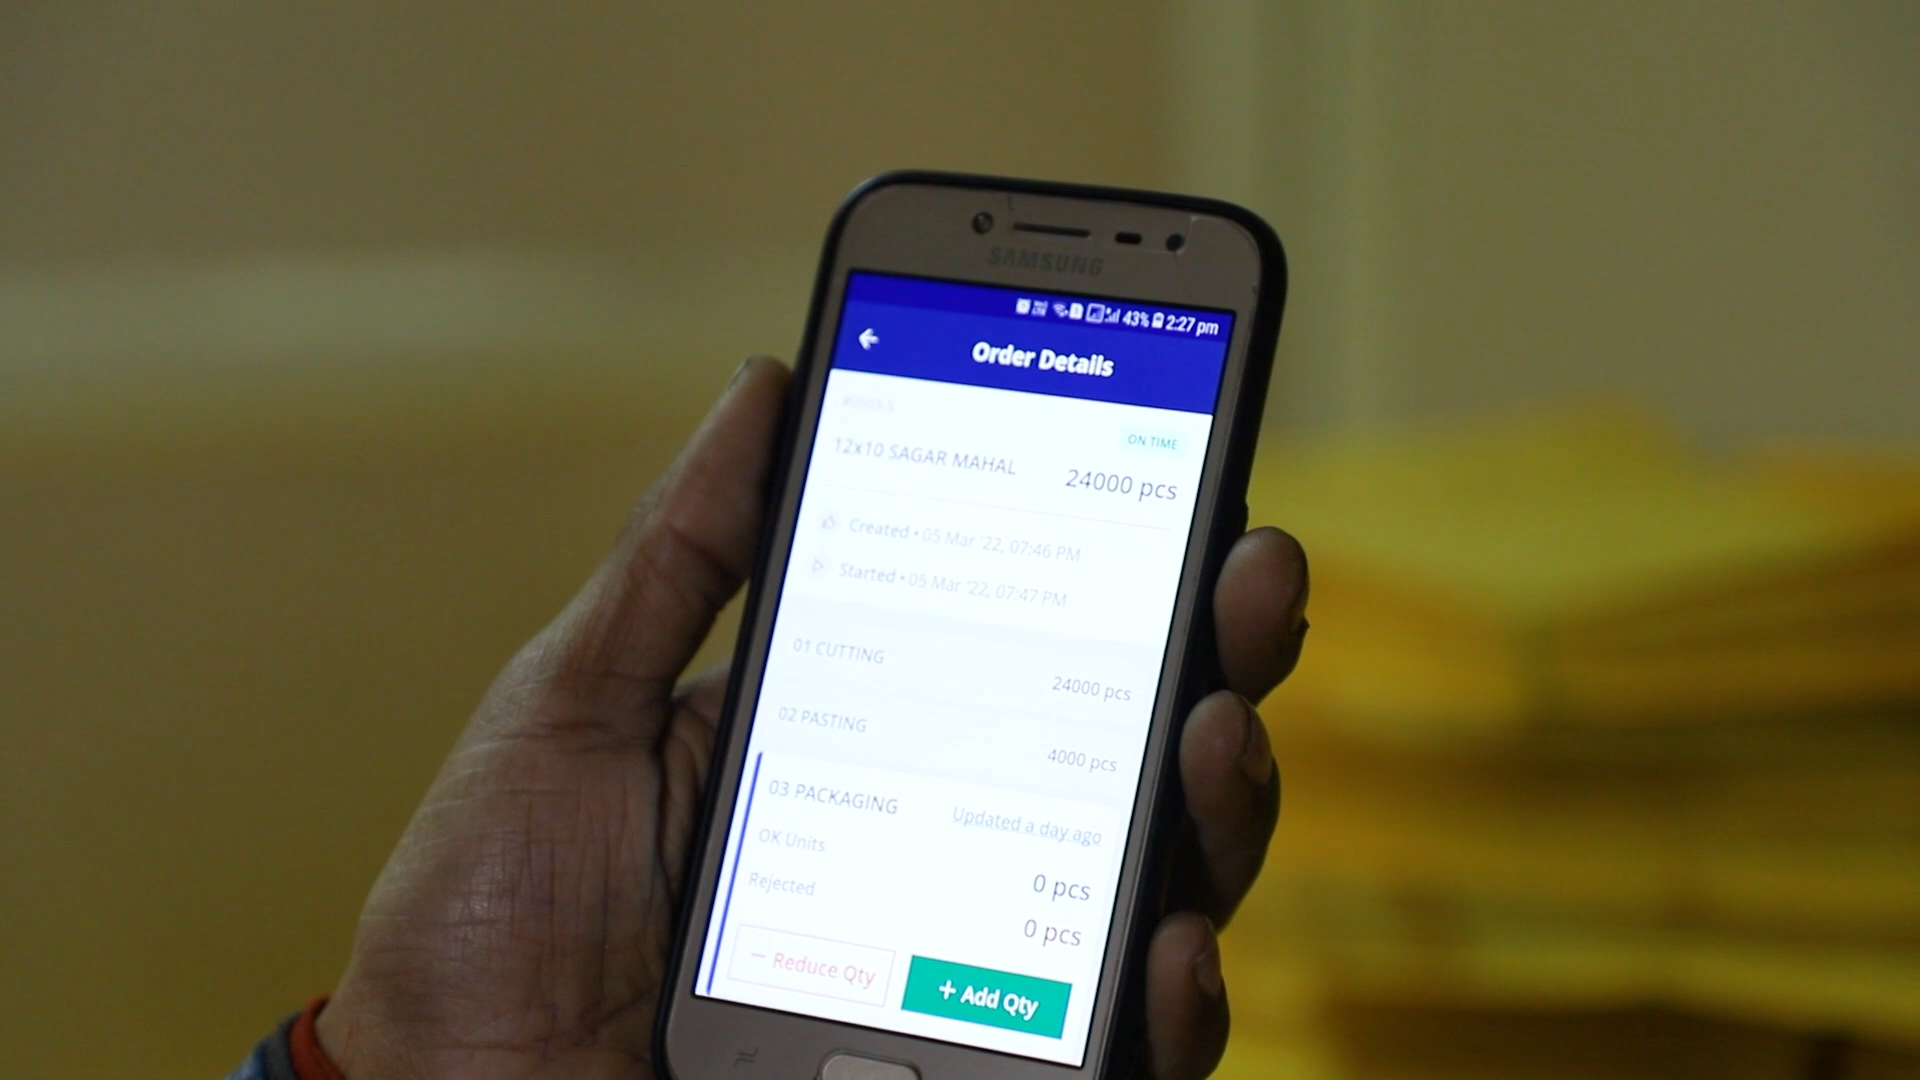 SAMSUNG
43% 2:27 pm
Order Details
ON TIME
12x10 SAGAR MAHAL 24000 pcs
Created • 05 Mar '22, 07:46 PM
Started • 05 Mar '22, 07:47 PM
01 CUTTING
24000 pcs
02 PASTING
4000 pcs
03 PACKAGING Updated a day ago
OK Units
0 pcs
Rejected
0 pcs
— Reduce Qty + Add Qty